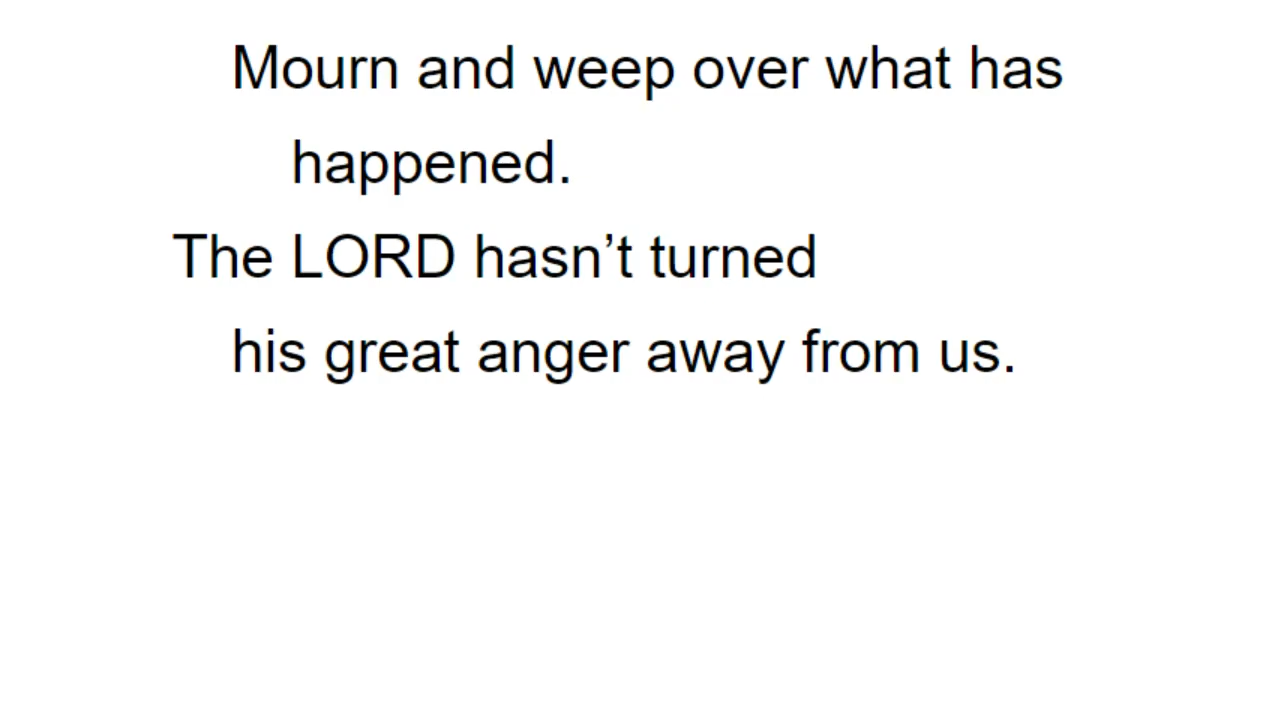 Mourn and weep over what has
happened.
The LORD hasn’t turned
his great anger away from us.